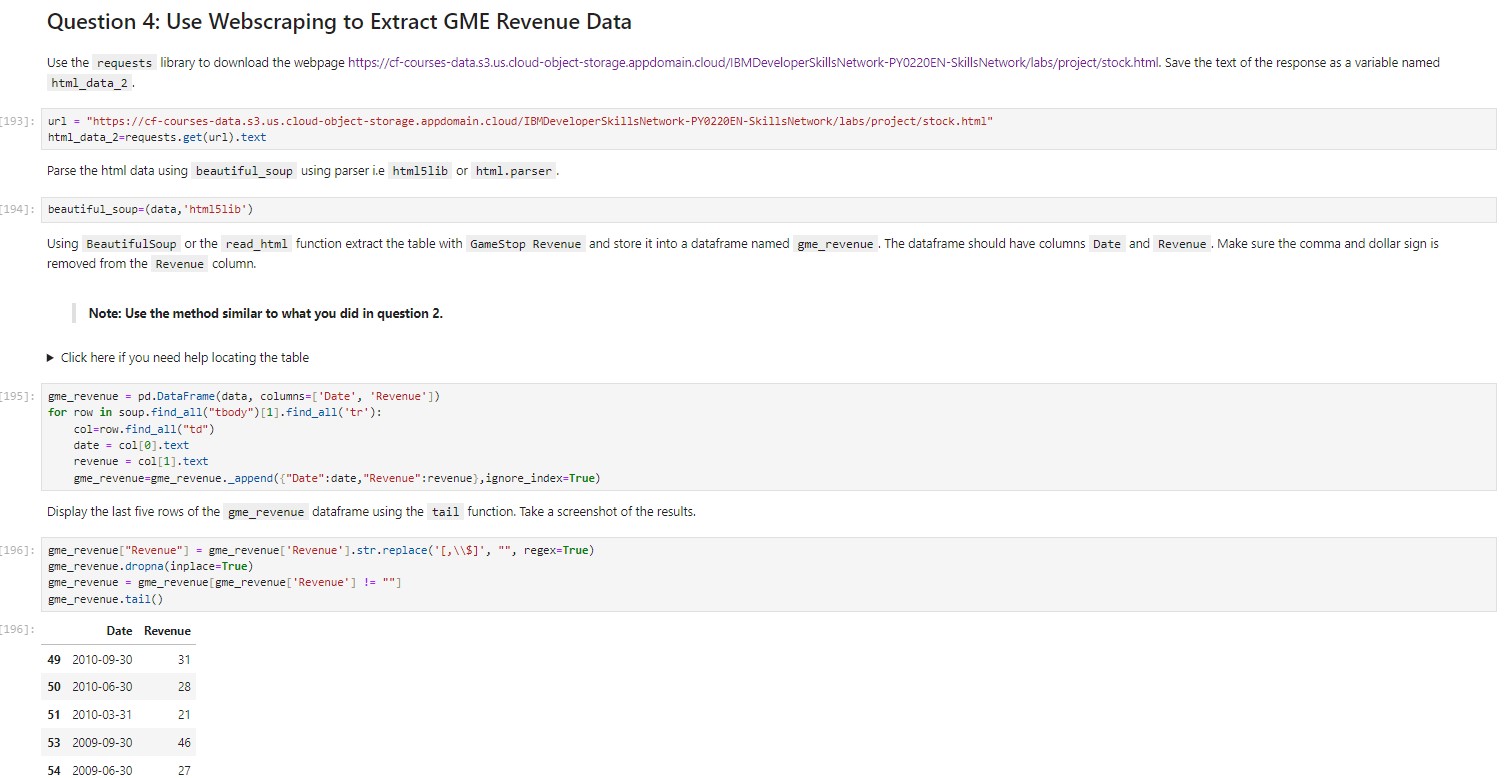 Question 4: Use Webscraping to Extract GME Revenue Data
Use the requests library to download the webpage https://cf-courses-data.s3.us.cloud-object-storage.appdomain.cloud/IBMDeveloperSkillsNetwork-PY0220EN-SkillsNetwork/labs/project/stock.html. Save the text of the response as a variable named
html_data_2.
[193]: url = "https://cf-courses-data.s3.us.cloud-object-storage.appdomain.cloud/IBMDeveloperSkillsNetwork-PY0220EN-SkillsNetwork/labs/project/stock.html"
html_data_2=requests.get(url).text
Parse the html data using beautiful_soup using parser i.e html5lib or html.parser.
[194]: beautiful_soup=(data,'html5lib')
Using BeautifulSoup or the read_html function extract the table with GameStop Revenue and store it into a dataframe named gme_revenue. The dataframe should have columns Date and Revenue. Make sure the comma and dollar sign is
removed from the Revenue column.
Note: Use the method similar to what you did in question 2.
▶ Click here if you need help locating the table
[195]: gme_revenue = pd.DataFrame(data, columns=['Date', 'Revenue'])
for row in soup.find_all("tbody")[1].find_all('tr'):
    col=row.find_all("td")
    date = col[0].text
    revenue = col[1].text
    gme_revenue=gme_revenue._append({"Date":date,"Revenue":revenue},ignore_index=True)
Display the last five rows of the gme_revenue dataframe using the tail function. Take a screenshot of the results.
[196]: gme_revenue["Revenue"] = gme_revenue['Revenue'].str.replace('[,\\$]', "", regex=True)
gme_revenue.dropna(inplace=True)
gme_revenue = gme_revenue[gme_revenue['Revenue'] != ""]
gme_revenue.tail()
[196]: Date Revenue
49 2010-09-30 31
50 2010-06-30 28
51 2010-03-31 21
53 2009-09-30 46
54 2009-06-30 27